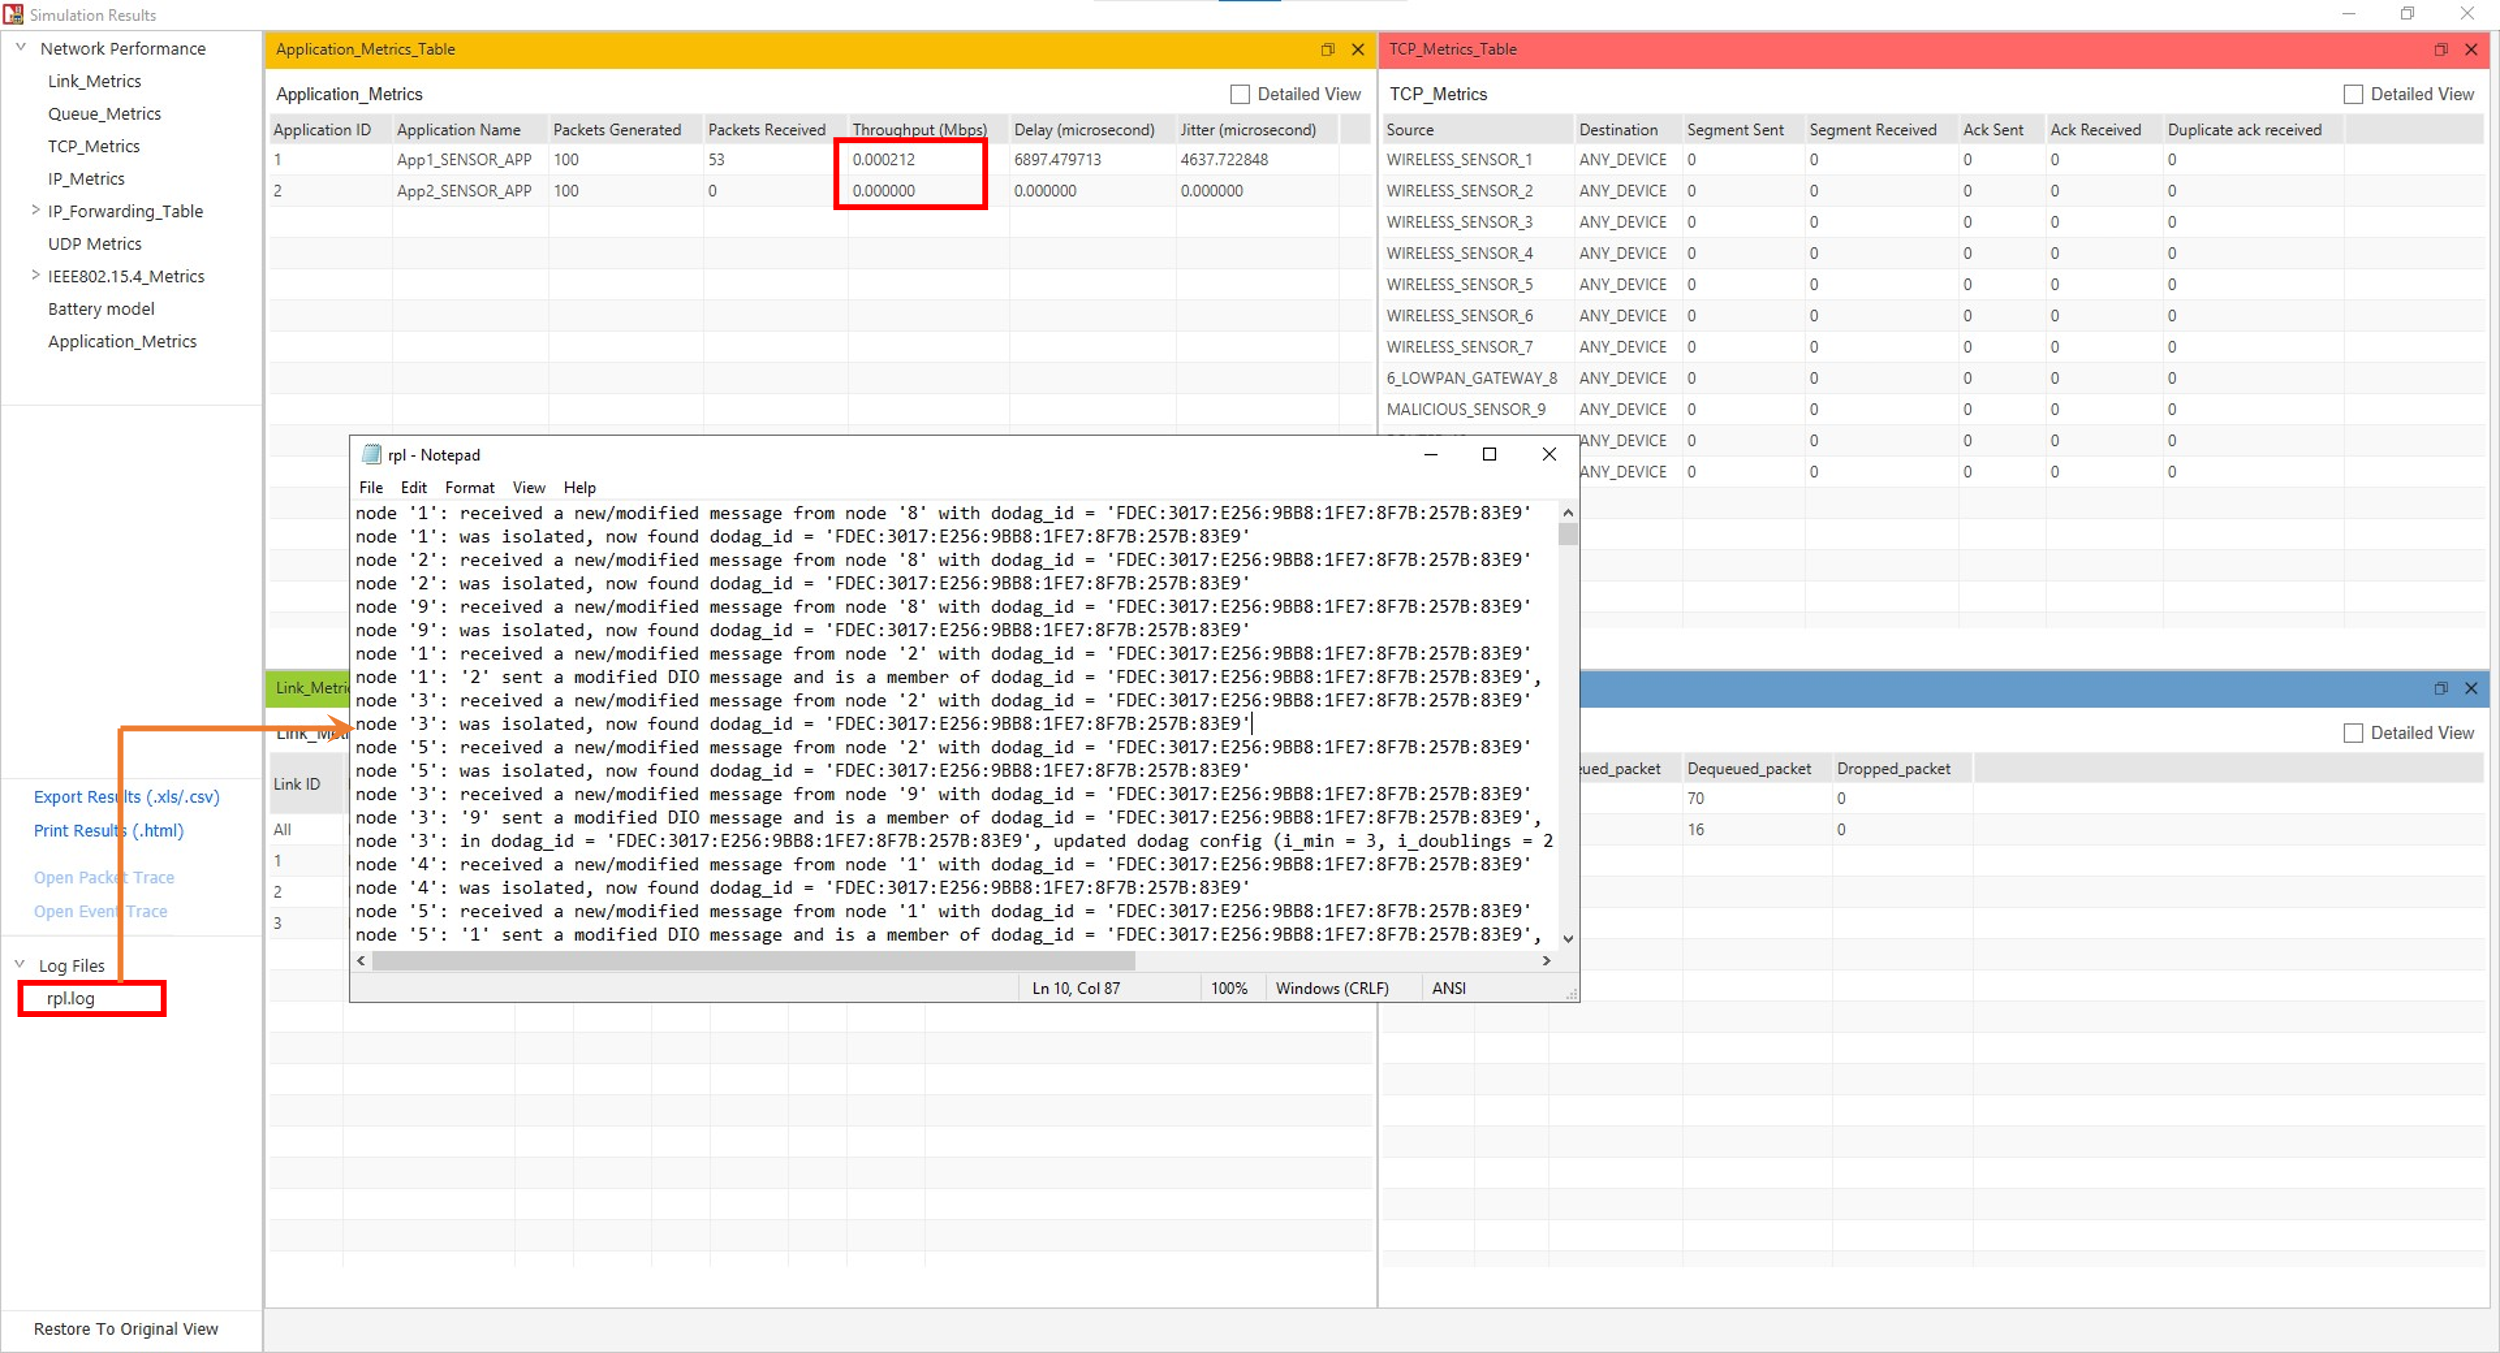 Simulation Results
Network Performance
Link_Metrics
Queue_Metrics
TCP_Metrics
IP_Metrics
IP_Forwarding_Table
UDP Metrics
IEEE802.15.4_Metrics
Battery model
Application_Metrics
Export Results (.xls/.csv)
Print Results (.html)
Open Packet Trace
Open Event Trace
Log Files
rpl.log
Restore To Original View
Application_Metrics_Table
Application_Metrics Detailed View
Application ID Application Name Packets Generated Packets Received Throughput (Mbps) Delay (microsecond) Jitter (microsecond)
1 App1_SENSOR_APP 100 53 0.000212 6897.479713 4637.722848
2 App2_SENSOR_APP 100 0 0.000000 0.000000 0.000000
TCP_Metrics_Table
TCP_Metrics Detailed View
Source Destination Segment Sent Segment Received Ack Sent Ack Received Duplicate ack received
WIRELESS_SENSOR_1 ANY_DEVICE 0 0 0 0 0
WIRELESS_SENSOR_2 ANY_DEVICE 0 0 0 0 0
WIRELESS_SENSOR_3 ANY_DEVICE 0 0 0 0 0
WIRELESS_SENSOR_4 ANY_DEVICE 0 0 0 0 0
WIRELESS_SENSOR_5 ANY_DEVICE 0 0 0 0 0
WIRELESS_SENSOR_6 ANY_DEVICE 0 0 0 0 0
WIRELESS_SENSOR_7 ANY_DEVICE 0 0 0 0 0
6_LOWPAN_GATEWAY_8 ANY_DEVICE 0 0 0 0 0
MALICIOUS_SENSOR_9 ANY_DEVICE 0 0 0 0 0
ANY_DEVICE 0 0 0 0 0
ANY_DEVICE 0 0 0 0 0
rpl - Notepad
File Edit Format View Help
node '1': received a new/modified message from node '8' with dodag_id = 'FDEC:3017:E256:9BB8:1FE7:8F7B:257B:83E9'
node '1': was isolated, now found dodag_id = 'FDEC:3017:E256:9BB8:1FE7:8F7B:257B:83E9'
node '2': received a new/modified message from node '8' with dodag_id = 'FDEC:3017:E256:9BB8:1FE7:8F7B:257B:83E9'
node '2': was isolated, now found dodag_id = 'FDEC:3017:E256:9BB8:1FE7:8F7B:257B:83E9'
node '9': received a new/modified message from node '8' with dodag_id = 'FDEC:3017:E256:9BB8:1FE7:8F7B:257B:83E9'
node '9': was isolated, now found dodag_id = 'FDEC:3017:E256:9BB8:1FE7:8F7B:257B:83E9'
node '1': received a new/modified message from node '2' with dodag_id = 'FDEC:3017:E256:9BB8:1FE7:8F7B:257B:83E9'
node '1': '2' sent a modified DIO message and is a member of dodag_id = 'FDEC:3017:E256:9BB8:1FE7:8F7B:257B:83E9',
node '3': received a new/modified message from node '2' with dodag_id = 'FDEC:3017:E256:9BB8:1FE7:8F7B:257B:83E9'
node '3': was isolated, now found dodag_id = 'FDEC:3017:E256:9BB8:1FE7:8F7B:257B:83E9'
node '5': received a new/modified message from node '2' with dodag_id = 'FDEC:3017:E256:9BB8:1FE7:8F7B:257B:83E9'
node '5': was isolated, now found dodag_id = 'FDEC:3017:E256:9BB8:1FE7:8F7B:257B:83E9'
node '3': received a new/modified message from node '9' with dodag_id = 'FDEC:3017:E256:9BB8:1FE7:8F7B:257B:83E9'
node '3': '9' sent a modified DIO message and is a member of dodag_id = 'FDEC:3017:E256:9BB8:1FE7:8F7B:257B:83E9',
node '3': in dodag_id = 'FDEC:3017:E256:9BB8:1FE7:8F7B:257B:83E9', updated dodag config (i_min = 3, i_doublings = 2
node '4': received a new/modified message from node '1' with dodag_id = 'FDEC:3017:E256:9BB8:1FE7:8F7B:257B:83E9'
node '4': was isolated, now found dodag_id = 'FDEC:3017:E256:9BB8:1FE7:8F7B:257B:83E9'
node '5': received a new/modified message from node '1' with dodag_id = 'FDEC:3017:E256:9BB8:1FE7:8F7B:257B:83E9'
node '5': '1' sent a modified DIO message and is a member of dodag_id = 'FDEC:3017:E256:9BB8:1FE7:8F7B:257B:83E9',
Ln 10, Col 87 100% Windows (CRLF) ANSI
Link_Metric
Link_Metri
Link ID
All
1
2
3
Detailed View
ued_packet Dequeued_packet Dropped_packet
70 0
16 0